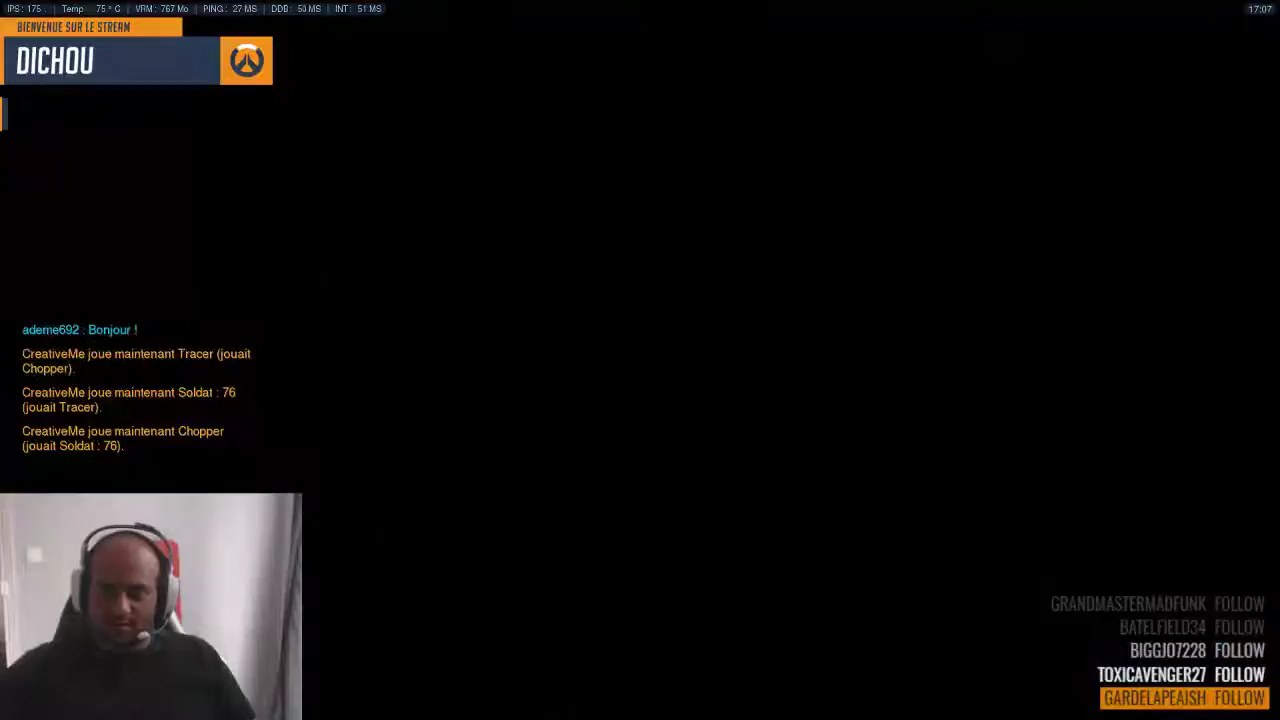 IPS : 175 . | Temp 75 ° C | VRM : 767 Mo | PING : 27 MS | DDB : 50 MS | INT : 51 MS
17:07
BIENVENUE SUR LE STREAM
DICHOU
ademe692 : Bonjour !
CreativeMe joue maintenant Tracer (jouait
Chopper).
CreativeMe joue maintenant Soldat : 76
(jouait Tracer).
CreativeMe joue maintenant Chopper
(jouait Soldat : 76).
GRANDMASTERMADFUNK FOLLOW
BATELFIELD34 FOLLOW
BIGGJO7228 FOLLOW
TOXICAVENGER27 FOLLOW
GARDELAPEAISH FOLLOW